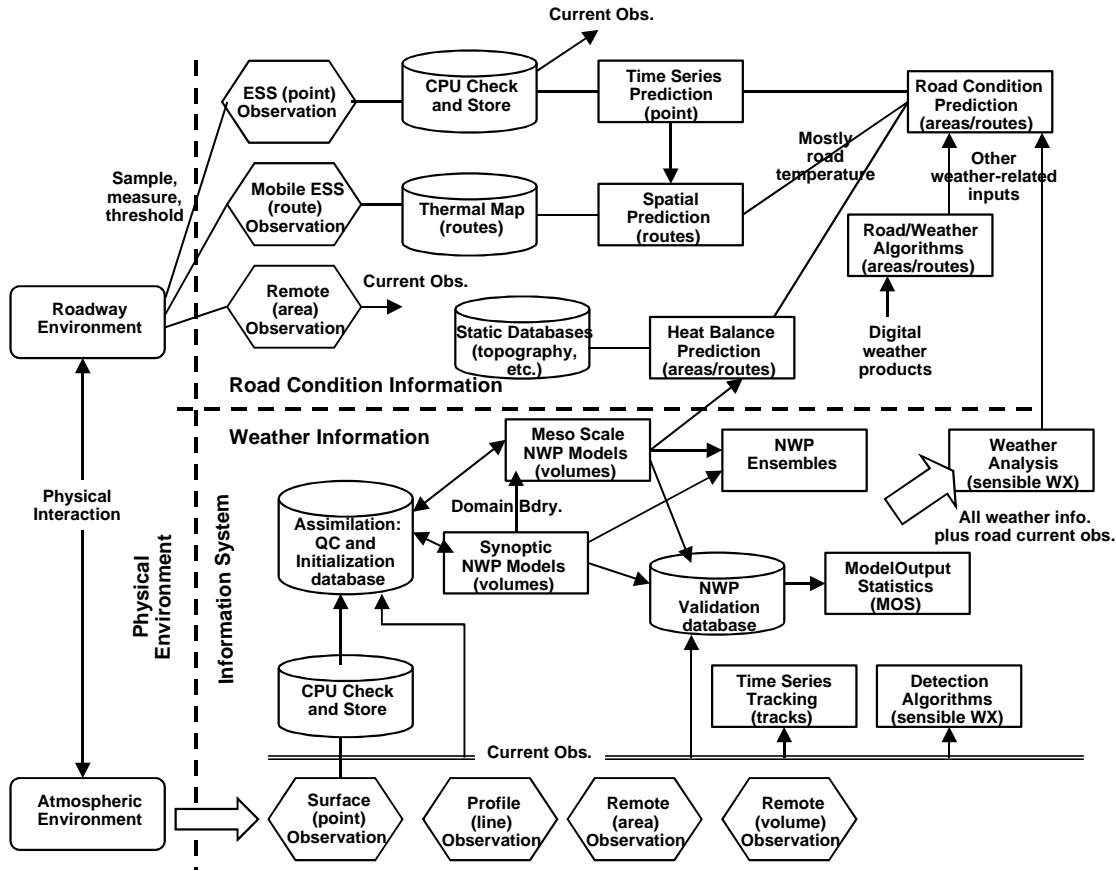 Current Obs.
ESS (point)
Observation
CPU Check
and Store
Time Series
Prediction
(point)
Road Condition
Prediction
(areas/routes)
Sample,
measure,
threshold
Mobile ESS
(route)
Observation
Thermal Map
(routes)
Spatial
Prediction
(routes)
Mostly
road
temperature
Other
weather-related
inputs
Road/Weather
Algorithms
(areas/routes)
Roadway
Environment
Remote
(area)
Observation
Current Obs.
Static Databases
(topography,
etc.)
Heat Balance
Prediction
(areas/routes)
Digital
weather
products
Road Condition Information
Weather Information
Meso Scale
NWP Models
(volumes)
NWP
Ensembles
Weather
Analysis
(sensible WX)
Physical
Interaction
Physical
Environment
Information System
Assimilation:
QC and
Initialization
database
Domain Bdry.
Synoptic
NWP Models
(volumes)
All weather info.
plus road current obs.
NWP
Validation
database
ModelOutput
Statistics
(MOS)
CPU Check
and Store
Time Series
Tracking
(tracks)
Detection
Algorithms
(sensible WX)
Current Obs.
Atmospheric
Environment
Surface
(point)
Observation
Profile
(line)
Observation
Remote
(area)
Observation
Remote
(volume)
Observation